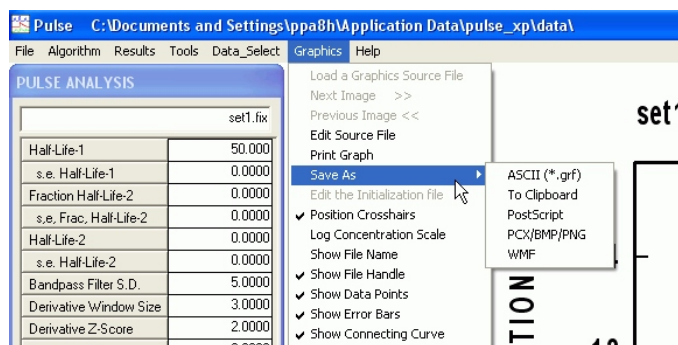 Pulse C:\Documents and Settings\ppa8h\Application Data\pulse_xp\data\
File Algorithm Results Tools Data_Select Graphics Help
PULSE ANALYSIS
set1.fix
Half-Life-1 50.000
s.e. Half-Life-1 0.0000
Fraction Half-Life-2 0.0000
s,e, Frac, Half-Life-2 0.0000
Half-Life-2 0.0000
s.e. Half-Life-2 0.0000
Bandpass Filter S.D. 5.0000
Derivative Window Size 3.0000
Derivative Z-Score 2.0000
Load a Graphics Source File
Next Image >>
Previous Image <<
Edit Source File
Print Graph
Save As
Edit the Initialization file
Position Crosshairs
Log Concentration Scale
Show File Name
Show File Handle
Show Data Points
Show Error Bars
Show Connecting Curve
ASCII (*.grf)
To Clipboard
PostScript
PCX/BMP/PNG
WMF
set1
TION